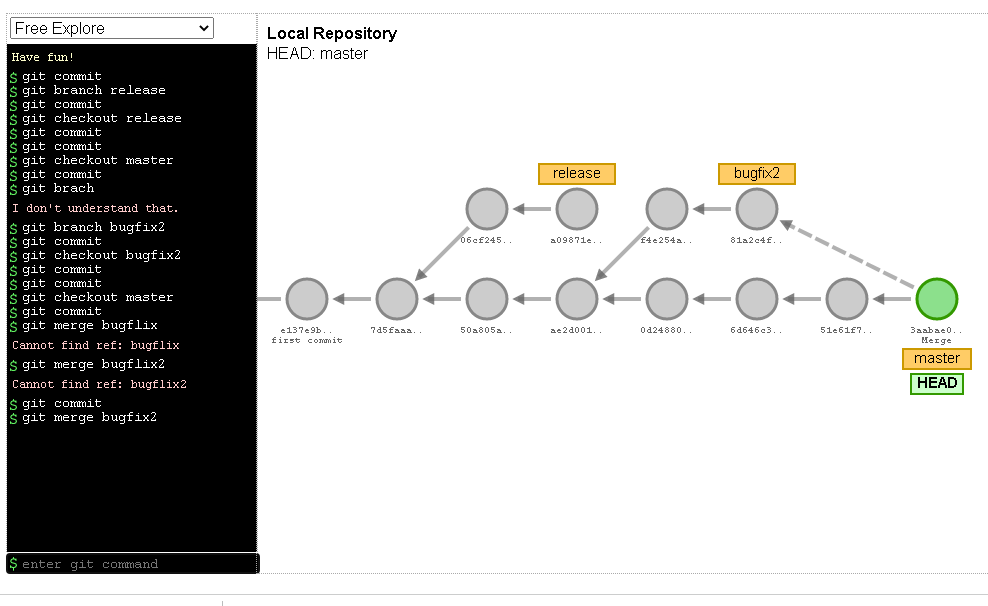 Free Explore
Have fun!
$ git commit
$ git branch release
$ git commit
$ git checkout release
$ git commit
$ git commit
$ git checkout master
$ git commit
$ git brach
I don't understand that.
$ git branch bugfix2
$ git commit
$ git checkout bugfix2
$ git commit
$ git commit
$ git checkout master
$ git commit
$ git merge bugflix
Cannot find ref: bugflix
$ git merge bugflix2
Cannot find ref: bugflix2
$ git commit
$ git merge bugfix2
$ enter git command
Local Repository
HEAD: master
release
bugfix2
06cf245..
a09871e..
f4e254a..
81a2c4f..
e137e9b..
first commit
7d5faaa..
50a805a..
ae2d001..
0d24880..
6d646c3..
51e61f7..
3aabae0..
Merge
master
HEAD